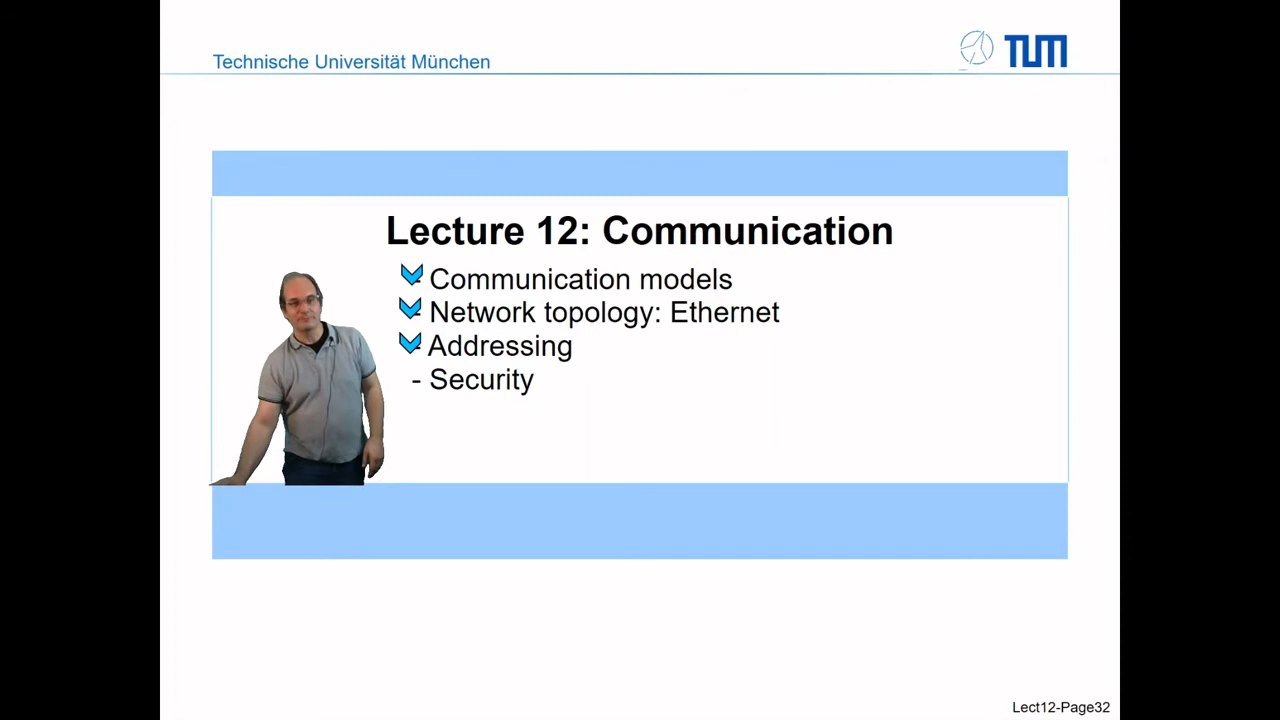 Technische Universität München
TUM
Lecture 12: Communication
- Communication models
- Network topology: Ethernet
- Addressing
- Security
Lect12-Page32